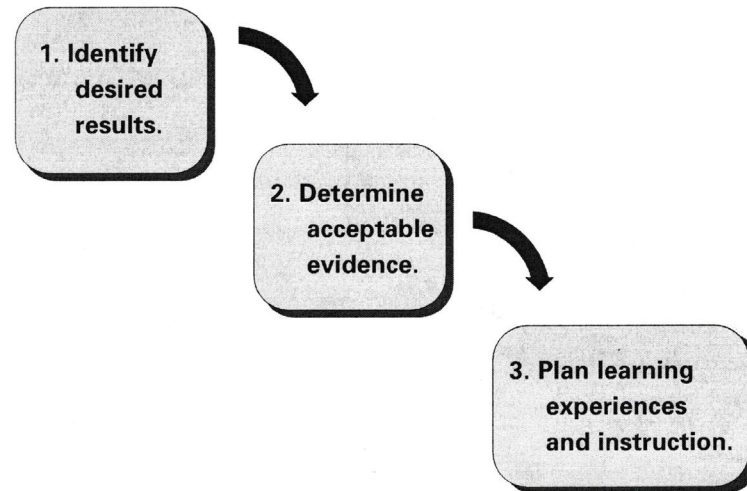 1. Identify
desired
results.
2. Determine
acceptable
evidence.
3. Plan learning
experiences
and instruction.